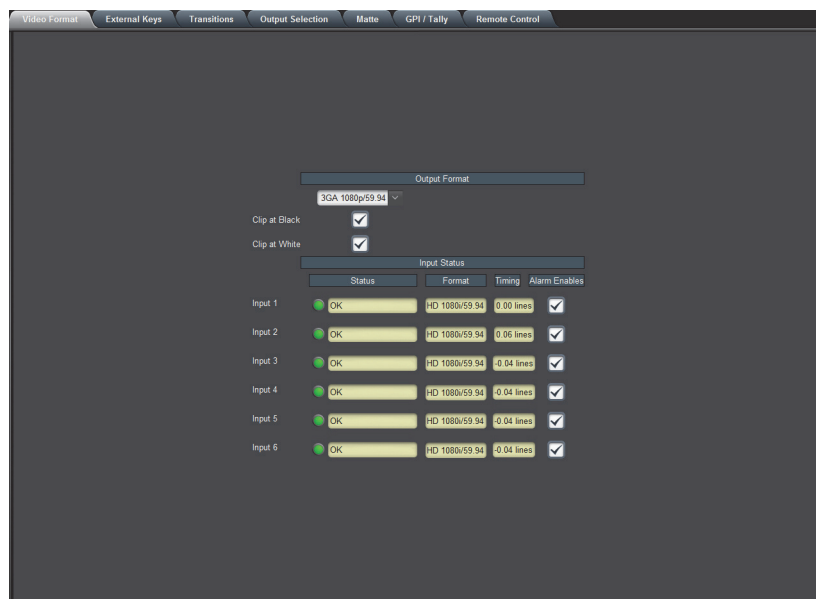 Video Format External Keys Transitions Output Selection Matte GPI / Tally Remote Control
Output Format
3GA 1080p/59.94
Clip at Black
Clip at White
Input Status
Status Format Timing Alarm Enables
Input 1 OK HD 1080i/59.94 0.00 lines
Input 2 OK HD 1080i/59.94 0.06 lines
Input 3 OK HD 1080i/59.94 -0.04 lines
Input 4 OK HD 1080i/59.94 -0.04 lines
Input 5 OK HD 1080i/59.94 -0.04 lines
Input 6 OK HD 1080i/59.94 -0.04 lines